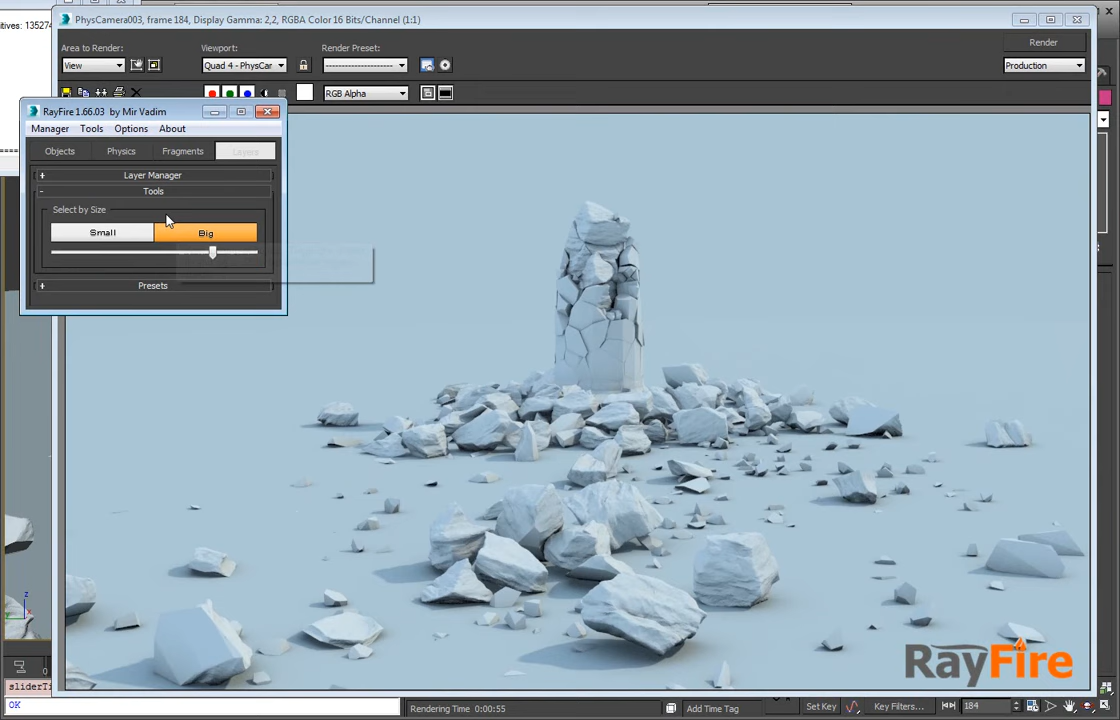 itives: 13527
PhysCamera003, frame 184, Display Gamma: 2,2, RGBA Color 16 Bits/Channel (1:1)
Area to Render:
Viewport:
Render Preset:
Render
View
Quad 4 - PhysCar
Production
RGB Alpha
RayFire 1.66.03 by Mir Vadim
Manager
Tools
Options
About
Objects
Physics
Fragments
Layers
+ Layer Manager
- Tools
Select by Size
Small
Big
+ Presets
z
y
x
RayFire
0
sliderTi
OK
Rendering Time 0:00:55
Add Time Tag
Set Key
Key Filters...
184